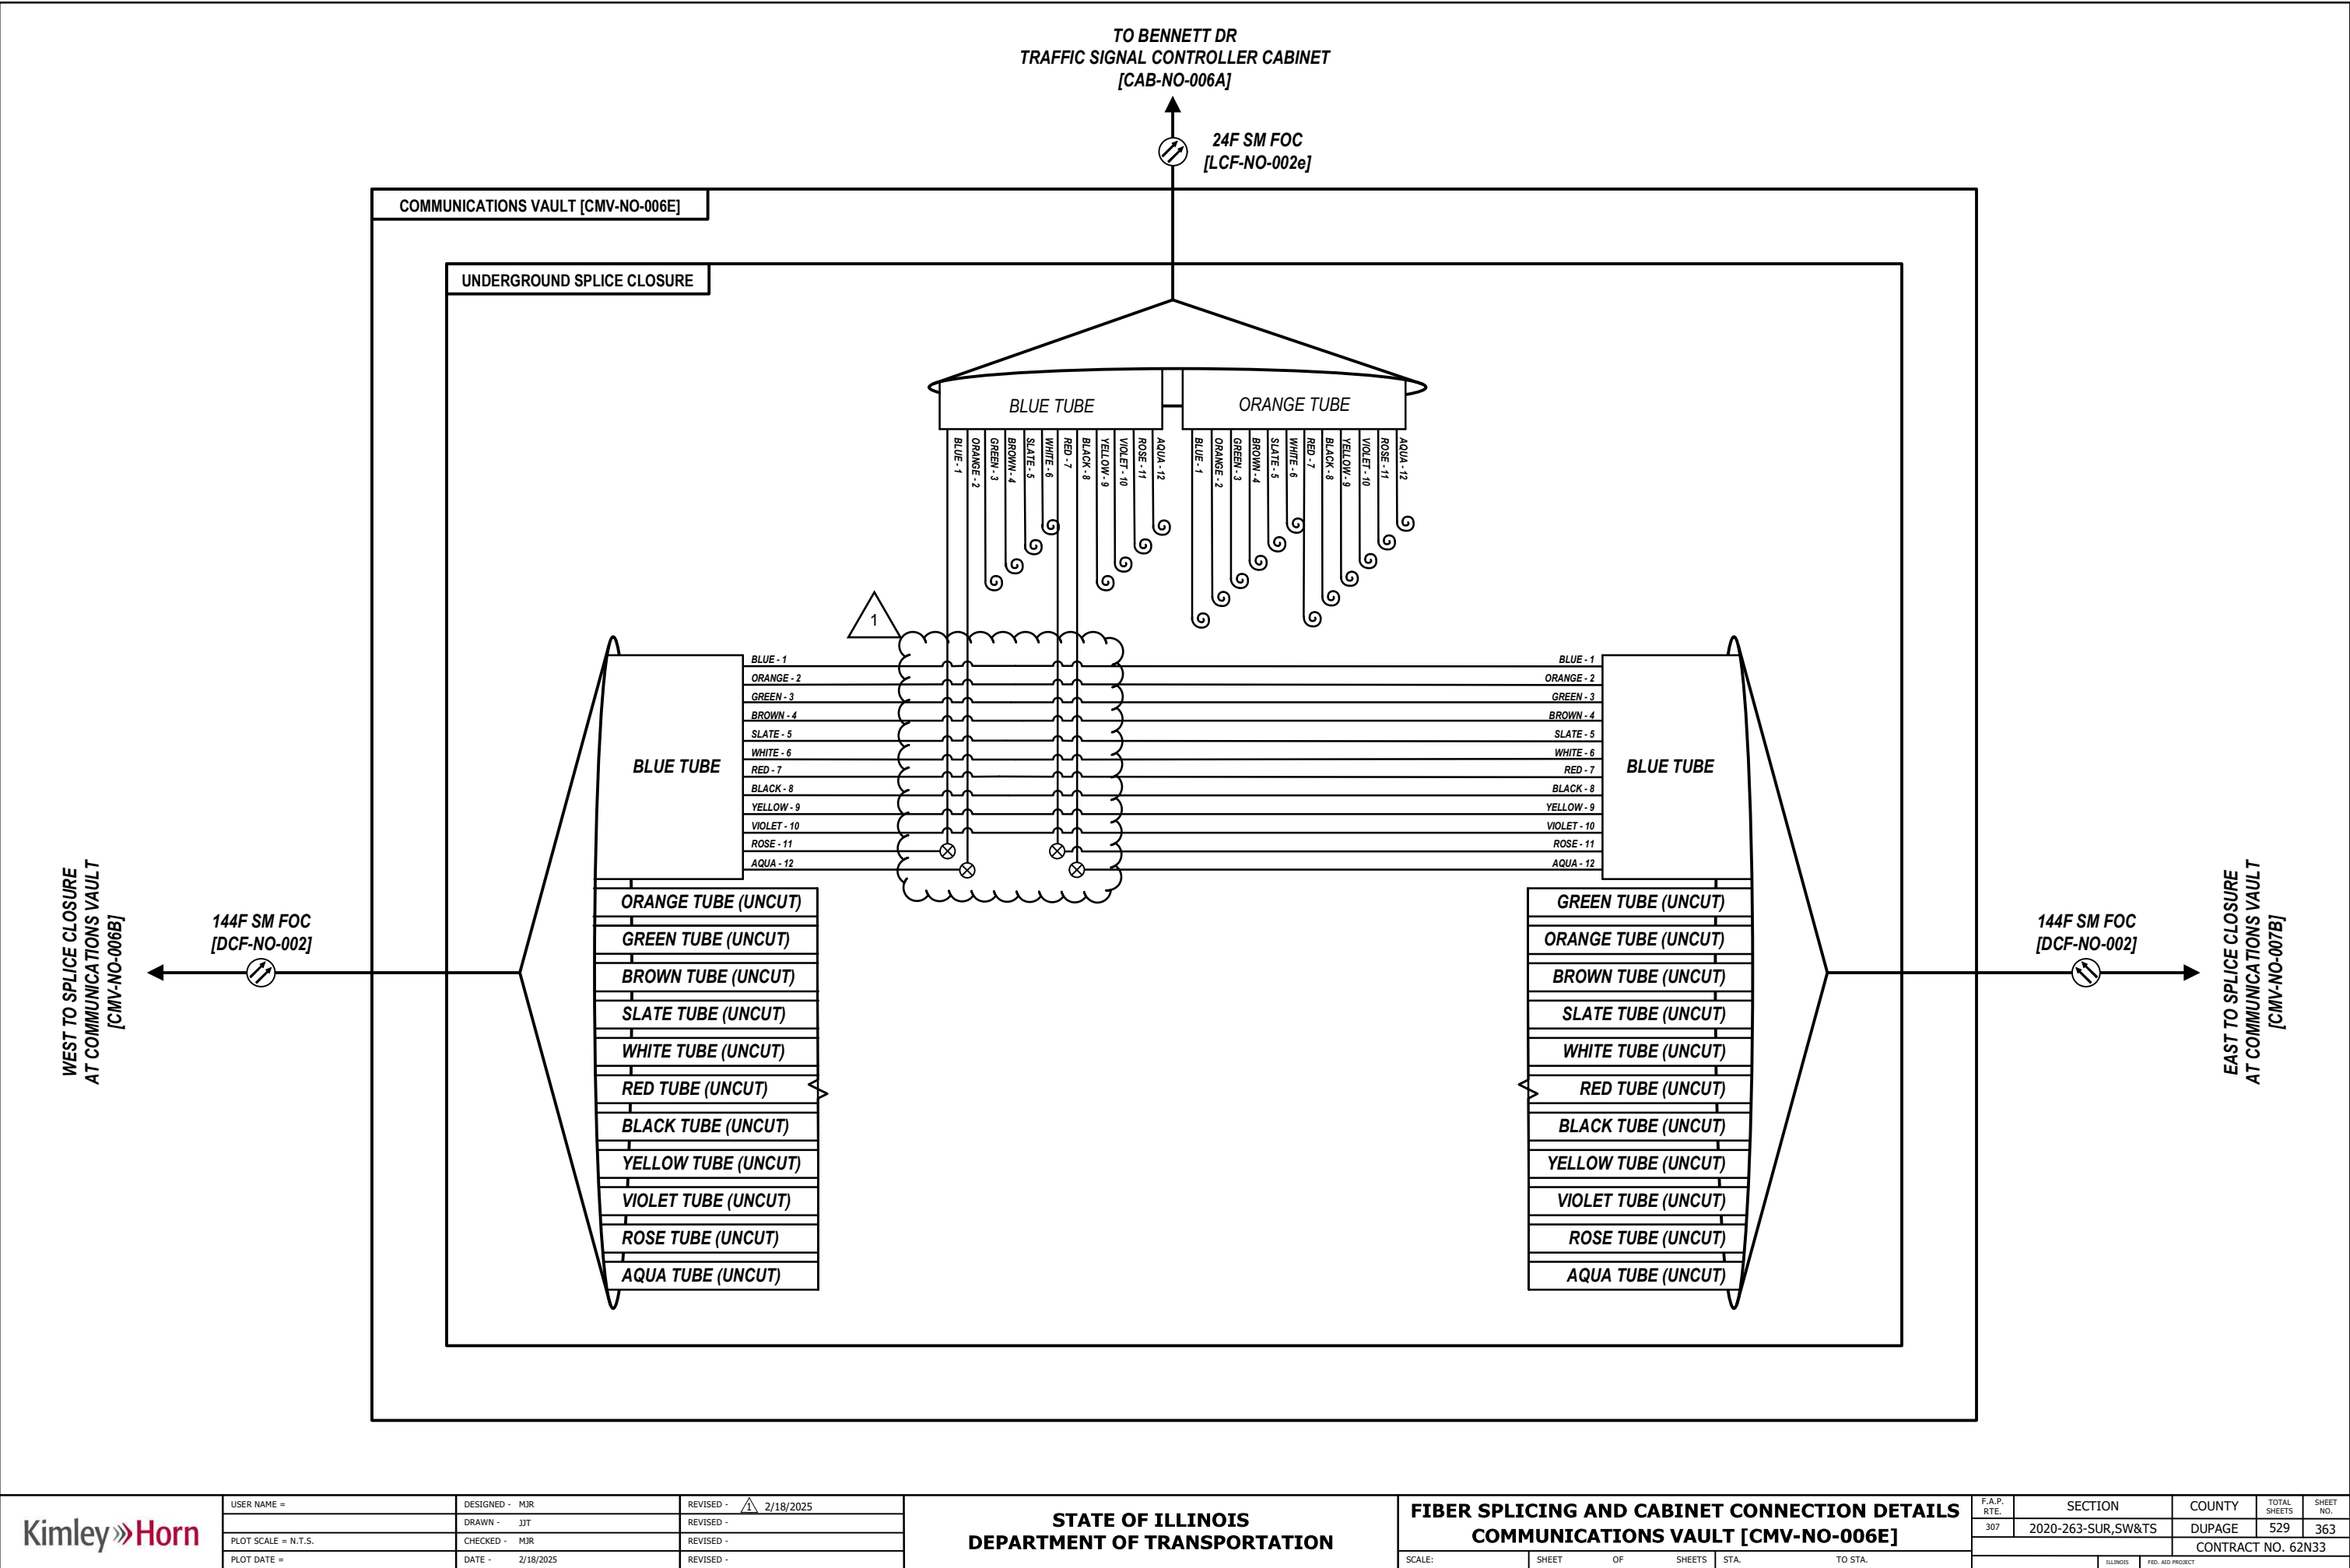 TO BENNETT DR
TRAFFIC SIGNAL CONTROLLER CABINET
[CAB-NO-006A]
24F SM FOC
[LCF-NO-002e]
COMMUNICATIONS VAULT [CMV-NO-006E]
UNDERGROUND SPLICE CLOSURE
BLUE TUBE
BLUE - 1
ORANGE - 2
GREEN - 3
BROWN - 4
SLATE - 5
WHITE - 6
RED - 7
BLACK - 8
YELLOW - 9
VIOLET - 10
ROSE - 11
AQUA - 12
ORANGE TUBE
BLUE - 1
ORANGE - 2
GREEN - 3
BROWN - 4
SLATE - 5
WHITE - 6
RED - 7
BLACK - 8
YELLOW - 9
VIOLET - 10
ROSE - 11
AQUA - 12
1
BLUE TUBE
BLUE - 1
ORANGE - 2
GREEN - 3
BROWN - 4
SLATE - 5
WHITE - 6
RED - 7
BLACK - 8
YELLOW - 9
VIOLET - 10
ROSE - 11
AQUA - 12
BLUE - 1
ORANGE - 2
GREEN - 3
BROWN - 4
SLATE - 5
WHITE - 6
RED - 7
BLACK - 8
YELLOW - 9
VIOLET - 10
ROSE - 11
AQUA - 12
BLUE TUBE
ORANGE TUBE (UNCUT)
GREEN TUBE (UNCUT)
BROWN TUBE (UNCUT)
SLATE TUBE (UNCUT)
WHITE TUBE (UNCUT)
RED TUBE (UNCUT)
BLACK TUBE (UNCUT)
YELLOW TUBE (UNCUT)
VIOLET TUBE (UNCUT)
ROSE TUBE (UNCUT)
AQUA TUBE (UNCUT)
GREEN TUBE (UNCUT)
ORANGE TUBE (UNCUT)
BROWN TUBE (UNCUT)
SLATE TUBE (UNCUT)
WHITE TUBE (UNCUT)
RED TUBE (UNCUT)
BLACK TUBE (UNCUT)
YELLOW TUBE (UNCUT)
VIOLET TUBE (UNCUT)
ROSE TUBE (UNCUT)
AQUA TUBE (UNCUT)
WEST TO SPLICE CLOSURE
AT COMMUNICATIONS VAULT
[CMV-NO-006B]
144F SM FOC
[DCF-NO-002]
144F SM FOC
[DCF-NO-002]
EAST TO SPLICE CLOSURE
AT COMMUNICATIONS VAULT
[CMV-NO-007B]
Kimley»Horn
USER NAME =
PLOT SCALE = N.T.S.
PLOT DATE =
DESIGNED - MJR
DRAWN - JJT
CHECKED - MJR
DATE - 2/18/2025
REVISED - 1 2/18/2025
REVISED -
REVISED -
REVISED -
STATE OF ILLINOIS
DEPARTMENT OF TRANSPORTATION
FIBER SPLICING AND CABINET CONNECTION DETAILS
COMMUNICATIONS VAULT [CMV-NO-006E]
SCALE: SHEET OF SHEETS STA. TO STA.
F.A.P. RTE.
307
SECTION
2020-263-SUR,SW&TS
COUNTY
DUPAGE
TOTAL SHEETS
529
SHEET NO.
363
CONTRACT NO. 62N33
ILLINOIS FED. AID PROJECT